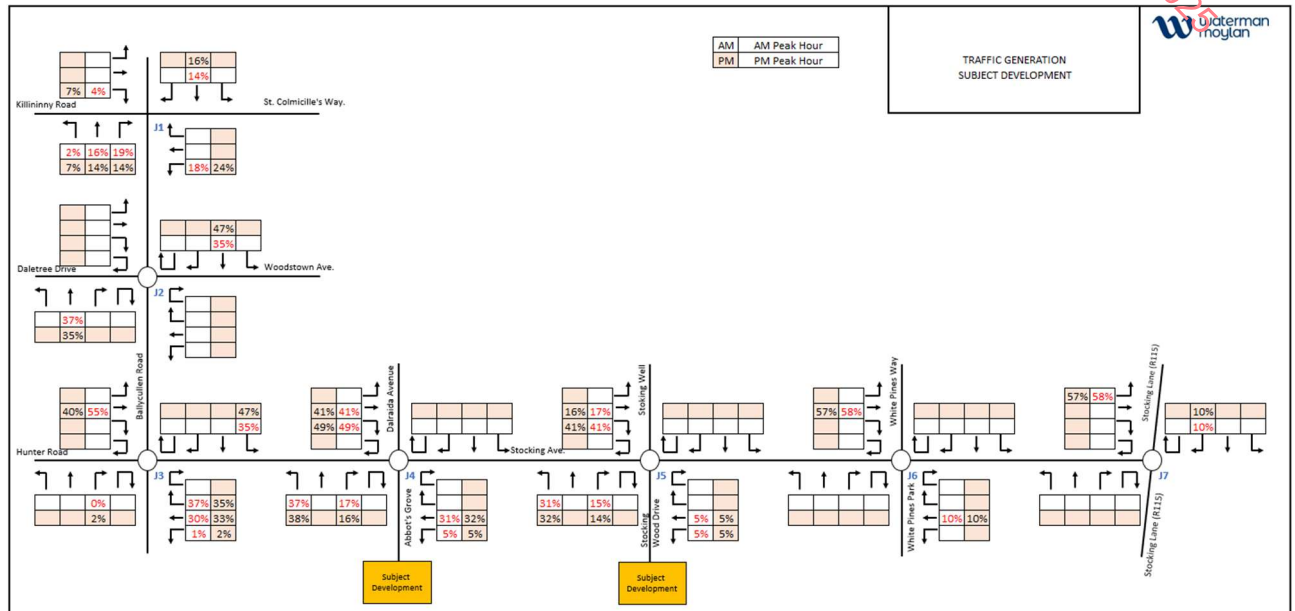 2025
waterman
moylan
TRAFFIC GENERATION
SUBJECT DEVELOPMENT
AM AM Peak Hour
PM PM Peak Hour
16%
14%
7% 4%
Killininny Road
St. Colmicille's Way.
J1
2% 16% 19%
7% 14% 14%
18% 24%
47%
35%
Daletree Drive
Woodstown Ave.
J2
37%
35%
Ballycullen Road
40% 55%
47%
35%
Hunter Road
J3
0%
2%
37% 35%
30% 33%
1% 2%
Dalraida Avenue
41% 41%
49% 49%
Stocking Ave.
J4
37% 17%
38% 16%
Abbot's Grove
31% 32%
5% 5%
Subject
Development
Stoking Well
16% 17%
41% 41%
J5
31% 15%
32% 14%
Stocking
Wood Drive
5% 5%
5% 5%
Subject
Development
White Pines Way
57% 58%
J6
White Pines Park
10% 10%
Stocking Lane (R115)
57% 58%
10%
10%
J7
Stocking Lane (R115)